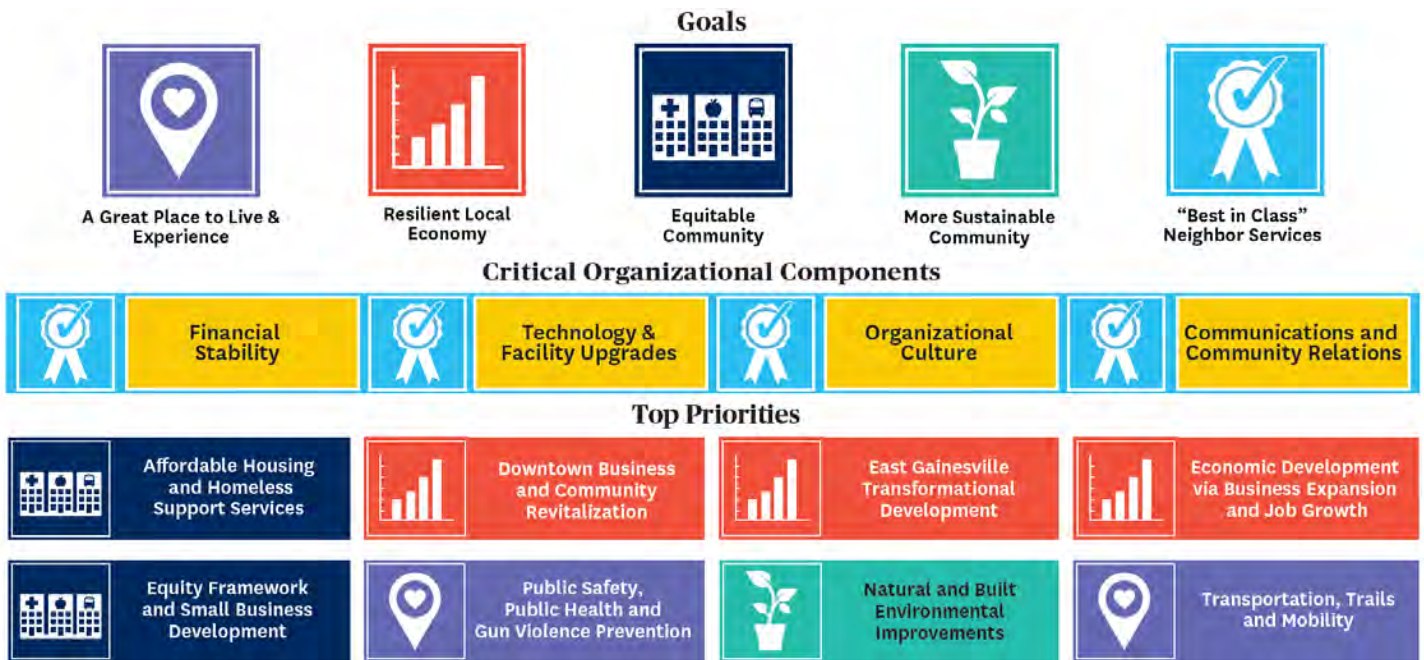 Goals
A Great Place to Live &
Experience
Resilient Local
Economy
Equitable
Community
More Sustainable
Community
“Best in Class”
Neighbor Services
Critical Organizational Components
Financial
Stability
Technology &
Facility Upgrades
Organizational
Culture
Communications and
Community Relations
Top Priorities
Affordable Housing
and Homeless
Support Services
Downtown Business
and Community
Revitalization
East Gainesville
Transformational
Development
Economic Development
via Business Expansion
and Job Growth
Equity Framework
and Small Business
Development
Public Safety,
Public Health and
Gun Violence Prevention
Natural and Built
Environmental
Improvements
Transportation, Trails
and Mobility